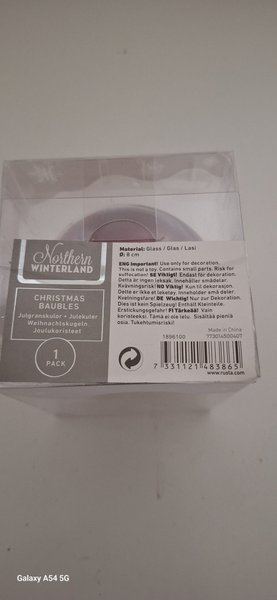 Northern
WINTERLAND
CHRISTMAS
BAUBLES
Julgranskulor • Julekuler
Weihnachtskugeln
Joulukoristeet
1
PACK
Material: Glass / Glas / Lasi
Ø: 8 cm
ENG Important! Use only for decoration.
This is not a toy. Contains small parts. Risk for
suffocation! SE Viktigt! Endast för dekoration.
Detta är ingen leksak. Innehåller smådelar.
Kvävningsrisk! NO Viktig! Kun til dekorasjon.
Dette er ikke et leketøy. Inneholder små deler.
Kvelningsfare! DE Wichtig! Nur zur Dekoration.
Dies ist kein Spielzeug! Enthält Kleinteile.
Erstickungsgefahr! FI Tärkeää! Vain
koristeeksi. Tämä ei ole lelu. Sisältää pieniä
osia. Tukehtumisriski!
Made in China
1896100 773014500407
7 331121 483865
www.rusta.com
Galaxy A54 5G